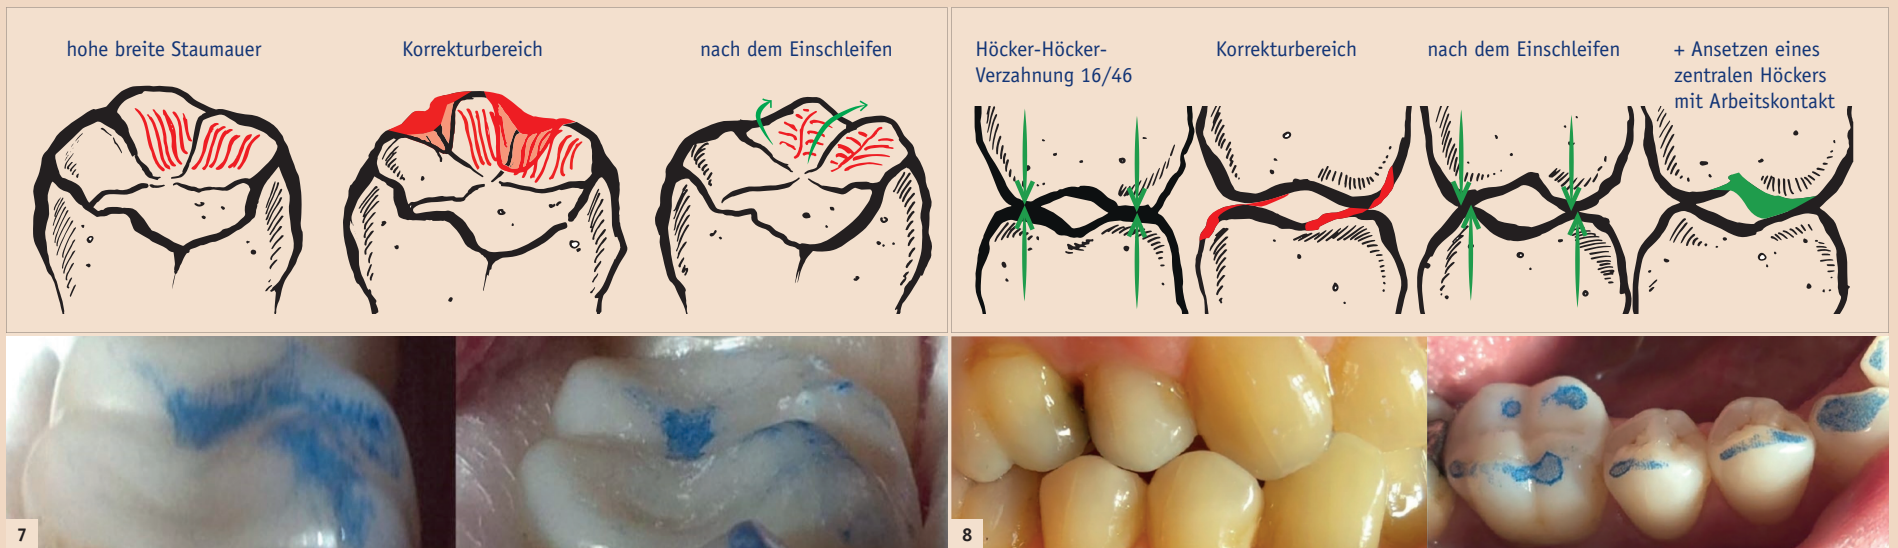 hohe breite Staumauer
Korrekturbereich
nach dem Einschleifen
Höcker-Höcker-
Verzahnung 16/46
Korrekturbereich
nach dem Einschleifen
+ Ansetzen eines
zentralen Höckers
mit Arbeitskontakt
7
8